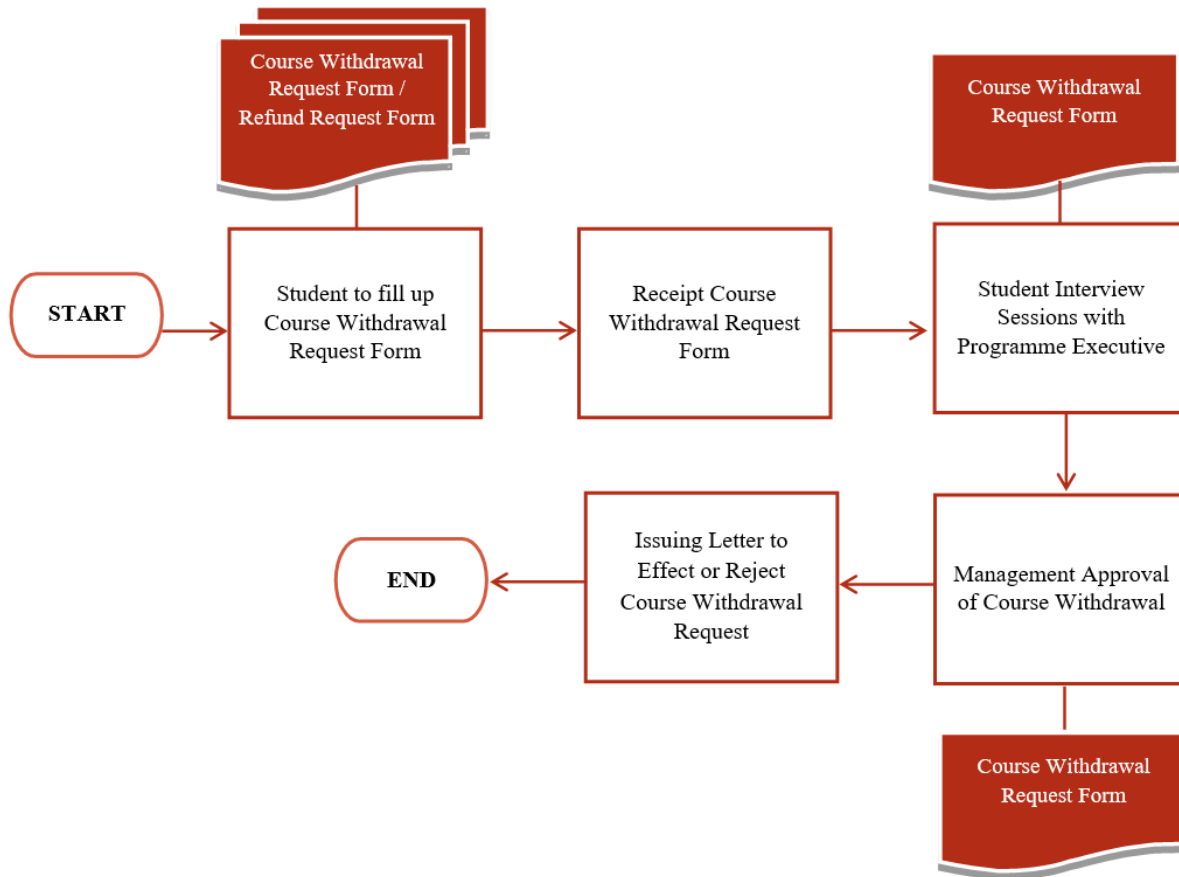 Course Withdrawal
Request Form /
Refund Request Form
Course Withdrawal
Request Form
START
Student to fill up
Course Withdrawal
Request Form
Receipt Course
Withdrawal Request
Form
Student Interview
Sessions with
Programme Executive
Management Approval
of Course Withdrawal
Issuing Letter to
Effect or Reject
Course Withdrawal
Request
END
Course Withdrawal
Request Form